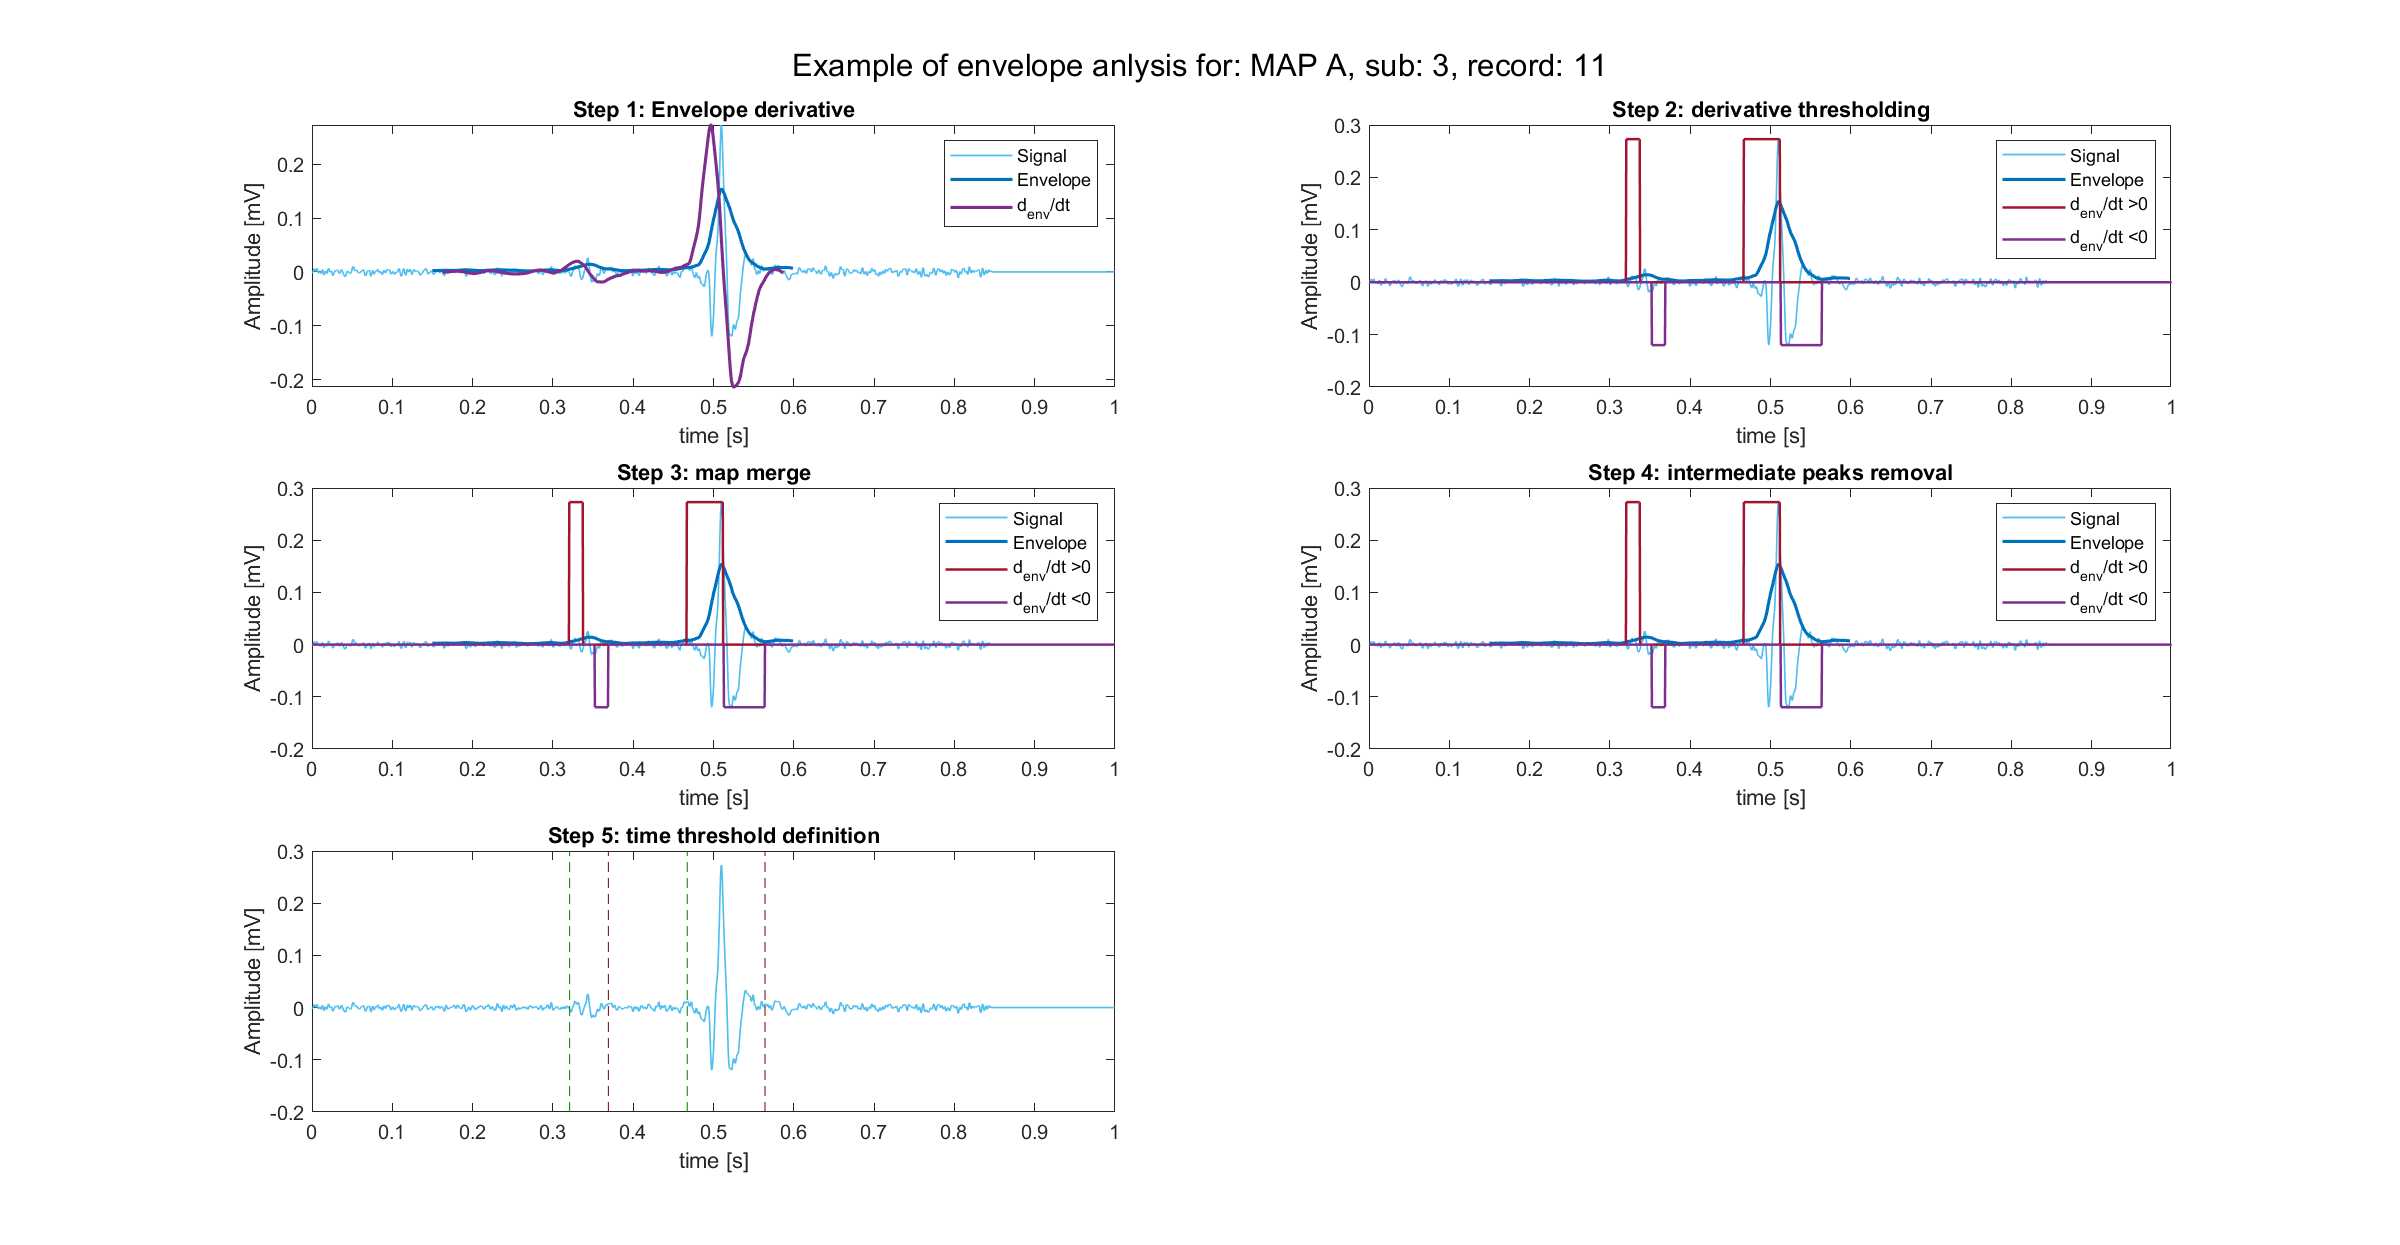 Example of envelope anlysis for: MAP A, sub: 3, record: 11
Step 1: Envelope derivative
Amplitude [mV]
0.2
0.1
0
-0.1
-0.2
0 0.1 0.2 0.3 0.4 0.5 0.6 0.7 0.8 0.9 1
time [s]
Signal
Envelope
d_env/dt
Step 2: derivative thresholding
Amplitude [mV]
0.3
0.2
0.1
0
-0.1
-0.2
0 0.1 0.2 0.3 0.4 0.5 0.6 0.7 0.8 0.9 1
time [s]
Signal
Envelope
d_env/dt >0
d_env/dt <0
Step 3: map merge
Amplitude [mV]
0.3
0.2
0.1
0
-0.1
-0.2
0 0.1 0.2 0.3 0.4 0.5 0.6 0.7 0.8 0.9 1
time [s]
Signal
Envelope
d_env/dt >0
d_env/dt <0
Step 4: intermediate peaks removal
Amplitude [mV]
0.3
0.2
0.1
0
-0.1
-0.2
0 0.1 0.2 0.3 0.4 0.5 0.6 0.7 0.8 0.9 1
time [s]
Signal
Envelope
d_env/dt >0
d_env/dt <0
Step 5: time threshold definition
Amplitude [mV]
0.3
0.2
0.1
0
-0.1
-0.2
0 0.1 0.2 0.3 0.4 0.5 0.6 0.7 0.8 0.9 1
time [s]